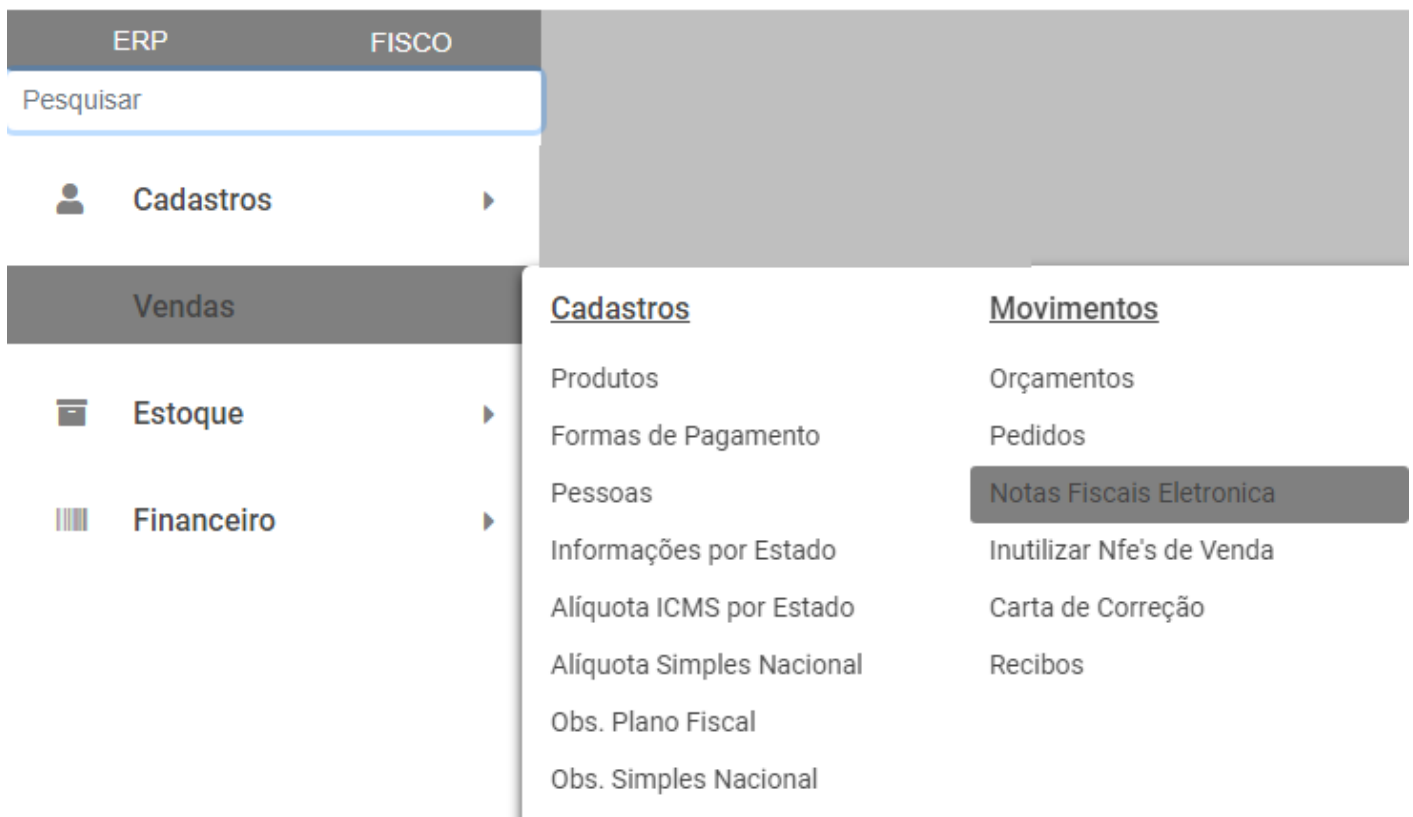 ERP FISCO
Pesquisar
Cadastros
Vendas
Estoque
Financeiro
Cadastros
Produtos
Formas de Pagamento
Pessoas
Informações por Estado
Alíquota ICMS por Estado
Alíquota Simples Nacional
Obs. Plano Fiscal
Obs. Simples Nacional
Movimentos
Orçamentos
Pedidos
Notas Fiscais Eletronica
Inutilizar Nfe's de Venda
Carta de Correção
Recibos